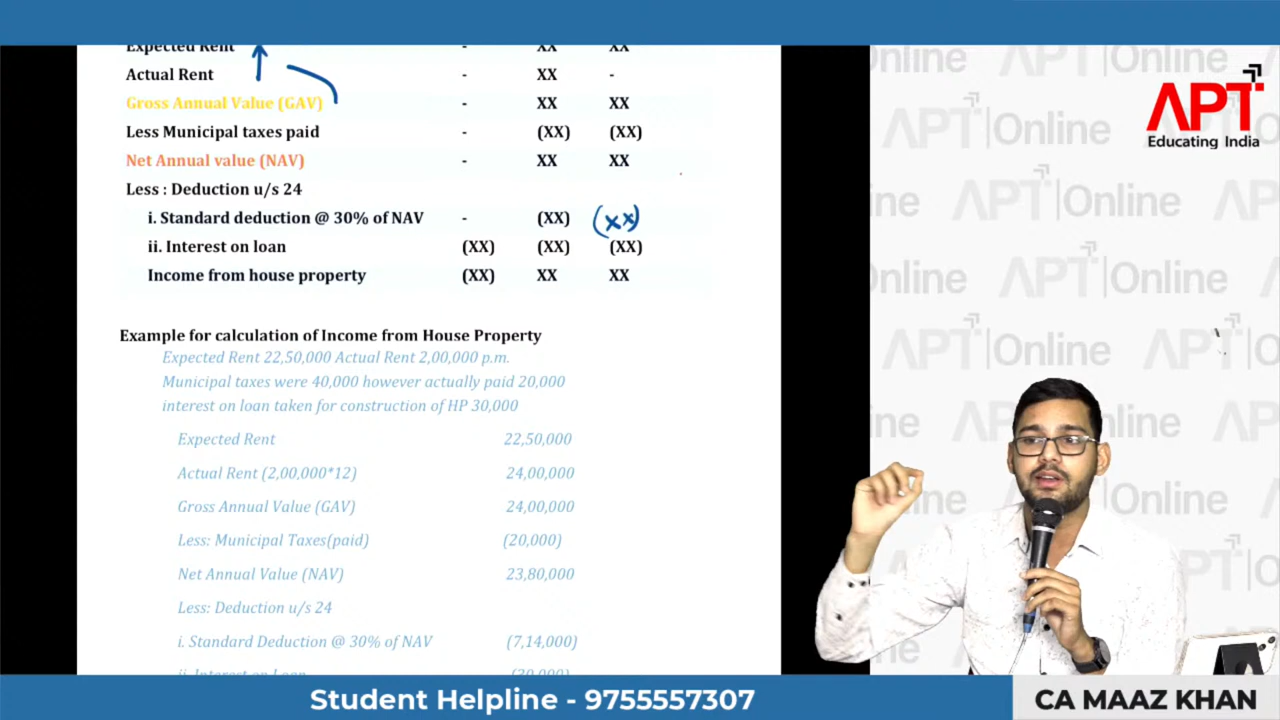 Expected Rent - XX XX
Actual Rent - XX -
Gross Annual Value (GAV) - XX XX
Less Municipal taxes paid - (XX) (XX)
Net Annual value (NAV) - XX XX
Less : Deduction u/s 24
i. Standard deduction @ 30% of NAV - (XX) (XX)
ii. Interest on loan (XX) (XX) (XX)
Income from house property (XX) XX XX
Example for calculation of Income from House Property
Expected Rent 22,50,000 Actual Rent 2,00,000 p.m.
Municipal taxes were 40,000 however actually paid 20,000
interest on loan taken for construction of HP 30,000
Expected Rent 22,50,000
Actual Rent (2,00,000*12) 24,00,000
Gross Annual Value (GAV) 24,00,000
Less: Municipal Taxes(paid) (20,000)
Net Annual Value (NAV) 23,80,000
Less: Deduction u/s 24
i. Standard Deduction @ 30% of NAV (7,14,000)
ii. Interest on Loan (30,000)
APT
Educating India
APT Online
Student Helpline - 9755557307
CA MAAZ KHAN